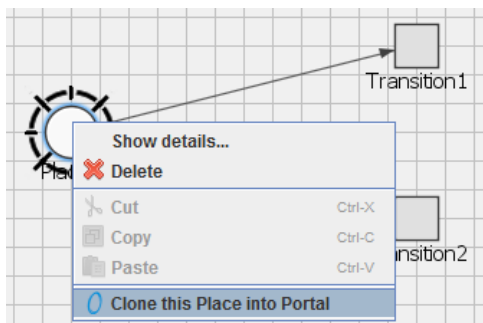 Transition1
Show details...
Delete
Cut Ctrl-X
Copy Ctrl-C
Paste Ctrl-V
Clone this Place into Portal